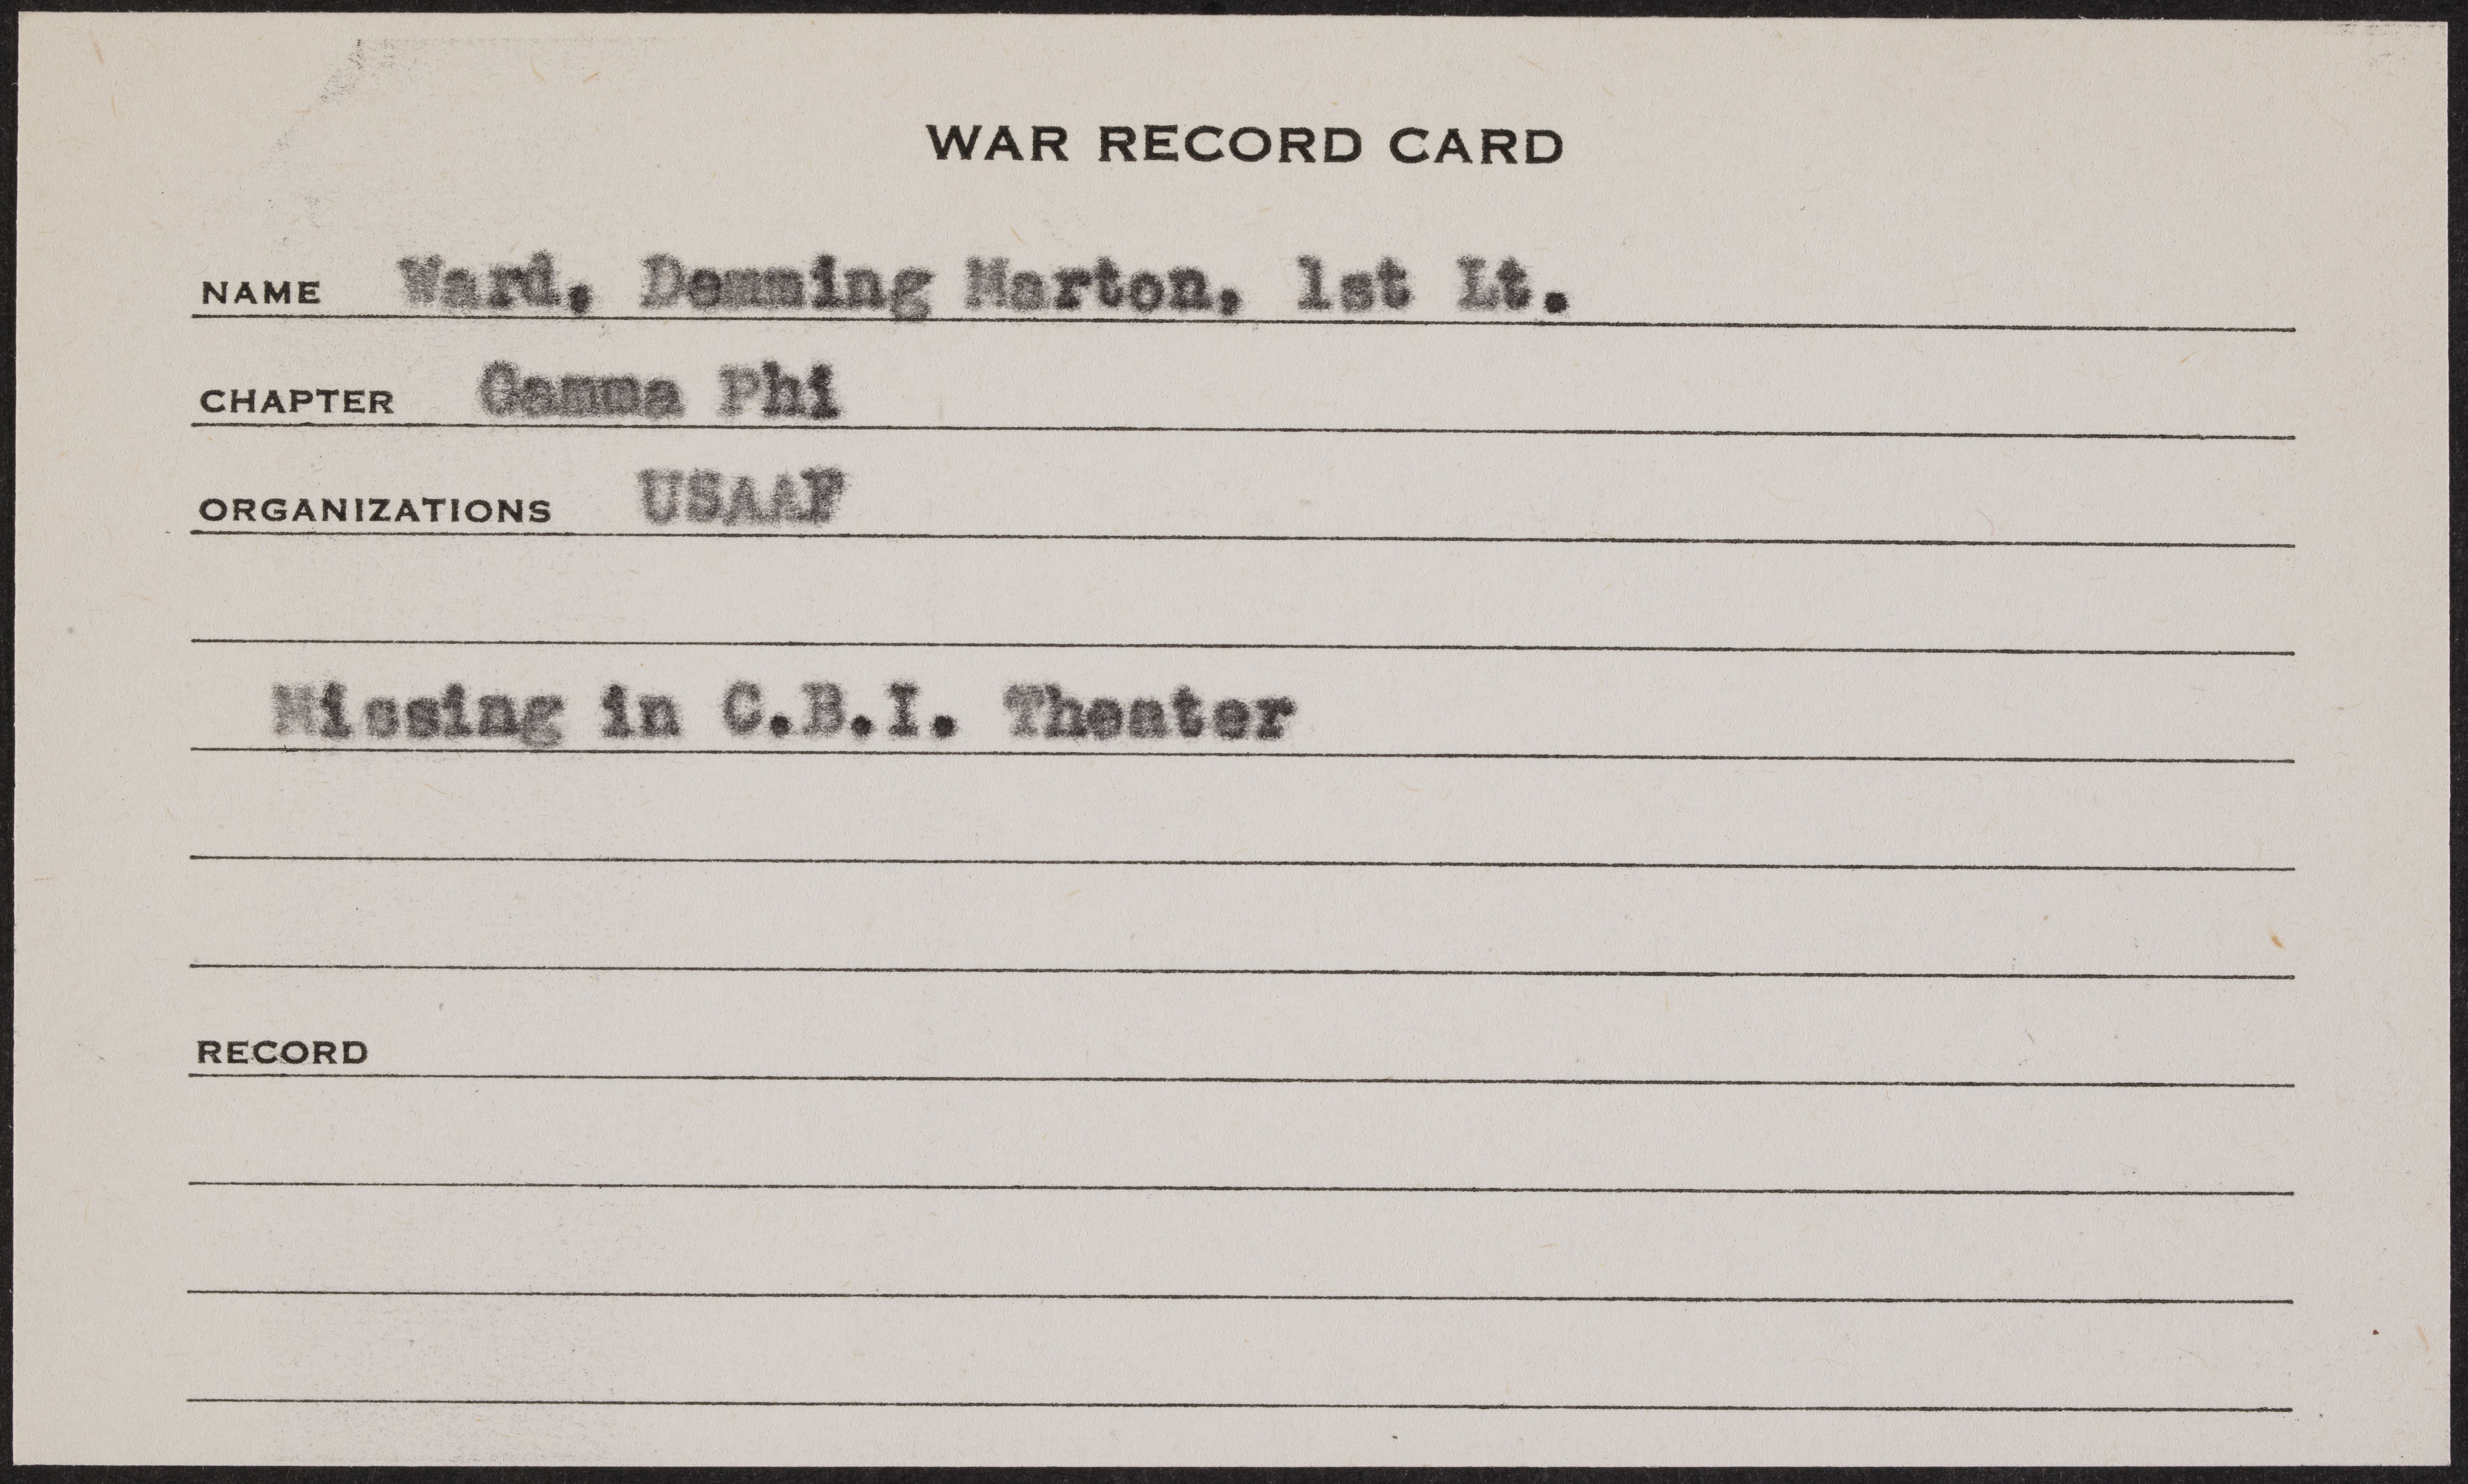 WAR RECORD CARD
NAME Ward, Demming Marton, 1st Lt.
CHAPTER Gamma Phi
ORGANIZATIONS USAAF
Missing in C.B.I. Theater
RECORD